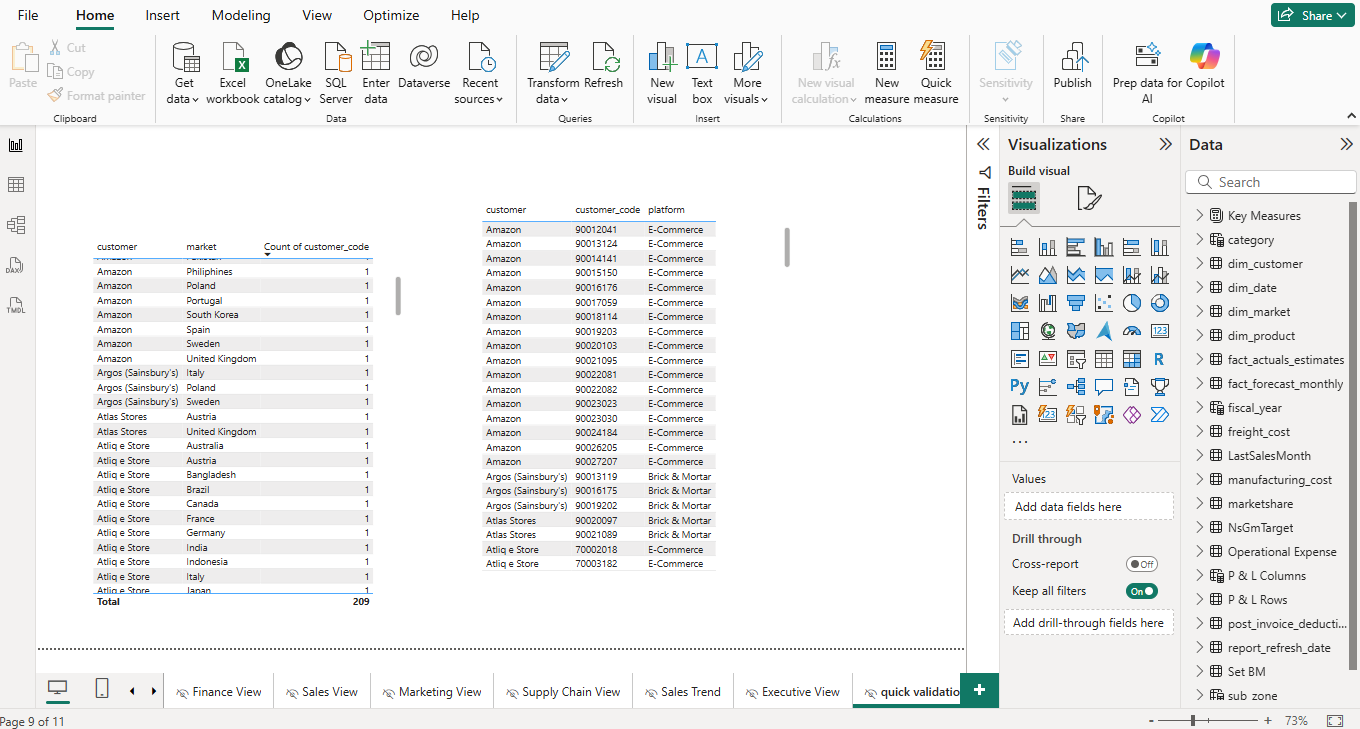 File Home Insert Modeling View Optimize Help Share
Paste
Cut
Copy
Format painter
Clipboard
Get data
Excel workbook
OneLake catalog
SQL Server
Enter data
Dataverse
Recent sources
Data
Transform data
Refresh
Queries
New visual
Text box
More visuals
Insert
New visual calculation
New measure
Quick measure
Calculations
Sensitivity
Sensitivity
Publish
Share
Prep data for AI
Copilot
Copilot
DAX
TMDL
customer market Count of customer_code
Amazon Philiphines 1
Amazon Poland 1
Amazon Portugal 1
Amazon South Korea 1
Amazon Spain 1
Amazon Sweden 1
Amazon United Kingdom 1
Argos (Sainsbury's) Italy 1
Argos (Sainsbury's) Poland 1
Argos (Sainsbury's) Sweden 1
Atlas Stores Austria 1
Atlas Stores United Kingdom 1
Atliq e Store Australia 1
Atliq e Store Austria 1
Atliq e Store Bangladesh 1
Atliq e Store Brazil 1
Atliq e Store Canada 1
Atliq e Store France 1
Atliq e Store Germany 1
Atliq e Store India 1
Atliq e Store Indonesia 1
Atliq e Store Italy 1
Atliq e Store Japan 1
Total 209
customer customer_code platform
Amazon 90012041 E-Commerce
Amazon 90013124 E-Commerce
Amazon 90014141 E-Commerce
Amazon 90015150 E-Commerce
Amazon 90016176 E-Commerce
Amazon 90017059 E-Commerce
Amazon 90018114 E-Commerce
Amazon 90019203 E-Commerce
Amazon 90020103 E-Commerce
Amazon 90021095 E-Commerce
Amazon 90022081 E-Commerce
Amazon 90022082 E-Commerce
Amazon 90023023 E-Commerce
Amazon 90023030 E-Commerce
Amazon 90024184 E-Commerce
Amazon 90026205 E-Commerce
Amazon 90027207 E-Commerce
Argos (Sainsbury's) 90013119 Brick & Mortar
Argos (Sainsbury's) 90016175 Brick & Mortar
Argos (Sainsbury's) 90019202 Brick & Mortar
Atlas Stores 90020097 Brick & Mortar
Atlas Stores 90021089 Brick & Mortar
Atliq e Store 70002018 E-Commerce
Atliq e Store 70003182 E-Commerce
Filters
Visualizations
Build visual
123
R
Py
123
...
Values
Add data fields here
Drill through
Cross-report Off
Keep all filters On
Add drill-through fields here
Data
Search
Key Measures
category
dim_customer
dim_date
dim_market
dim_product
fact_actuals_estimates
fact_forecast_monthly
fiscal_year
freight_cost
LastSalesMonth
manufacturing_cost
marketshare
NsGmTarget
Operational Expense
P & L Columns
P & L Rows
post_invoice_deducti...
report_refresh_date
Set BM
sub_zone
Finance View Sales View Marketing View Supply Chain View Sales Trend Executive View quick validatio +
Page 9 of 11 - + 73%